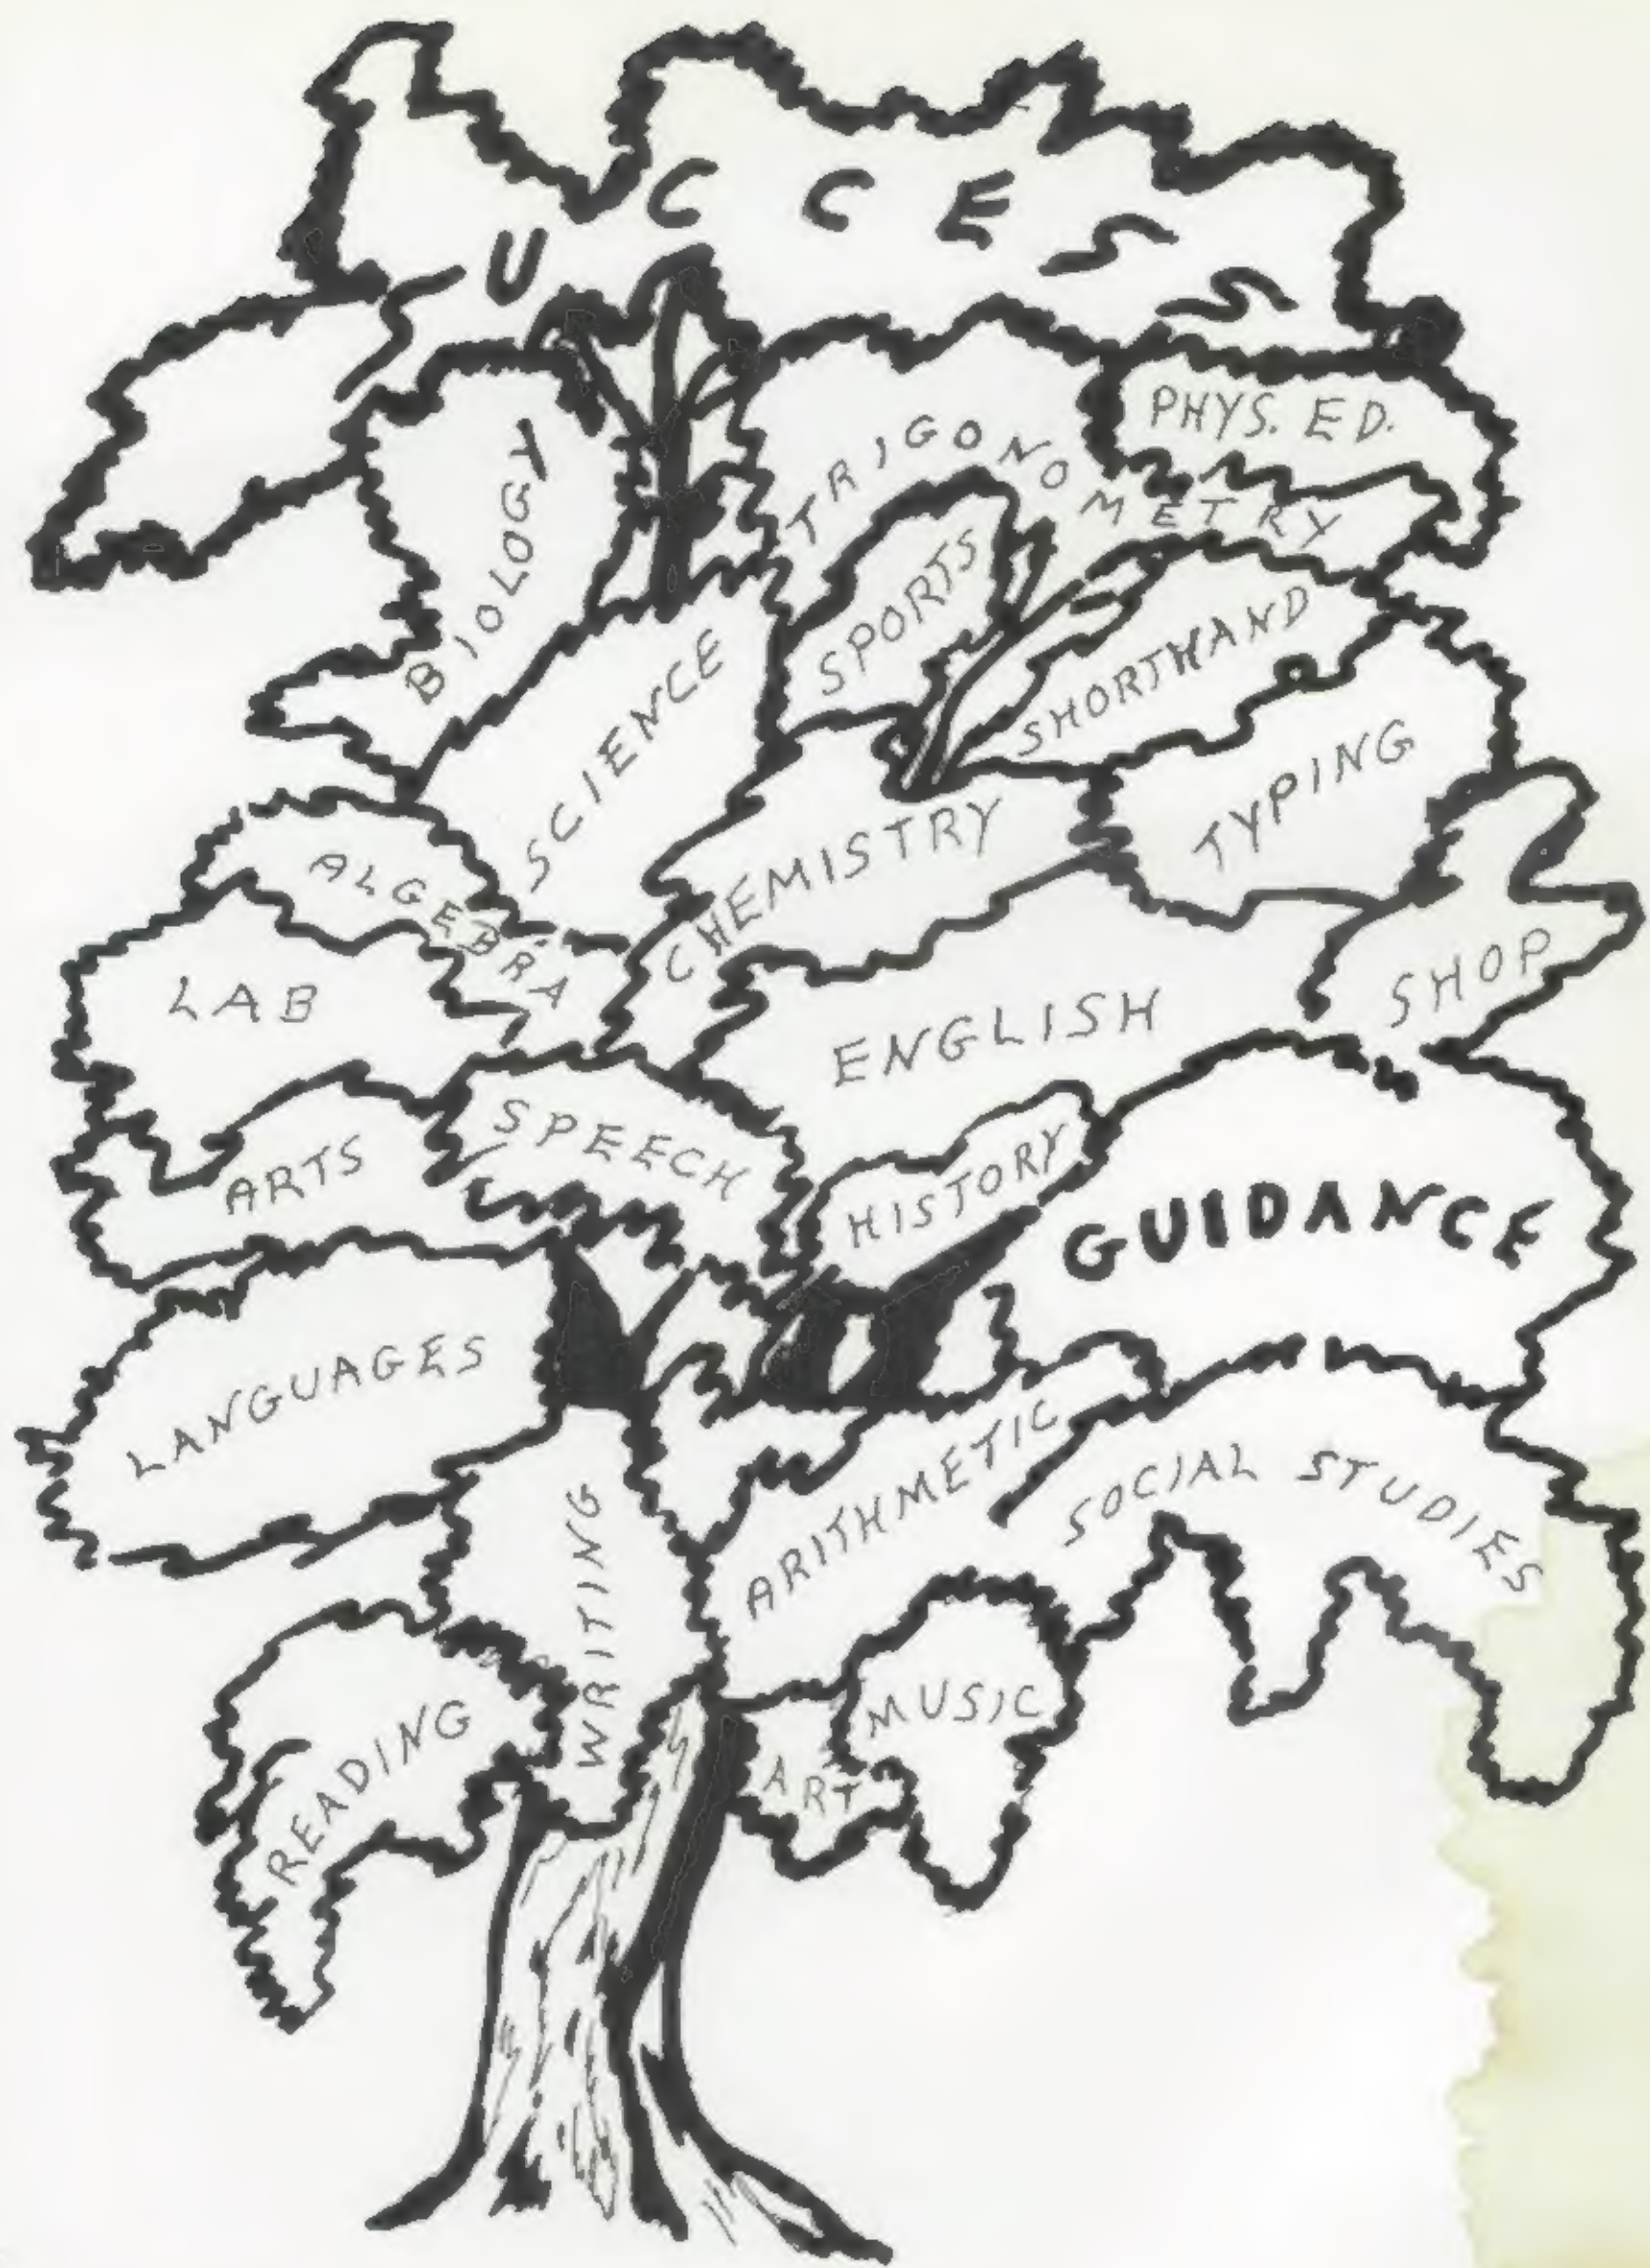 SUCCESS
PHYS. ED.
TRIGONOMETRY
BIOLOGY
SPORTS
SHORTHAND
SCIENCE
TYPING
CHEMISTRY
ALGEBRA
LAB
SHOP
ENGLISH
SPEECH
ARTS
HISTORY
GUIDANCE
LANGUAGES
ARITHMETIC
SOCIAL STUDIES
WRITING
READING
MUSIC
ART